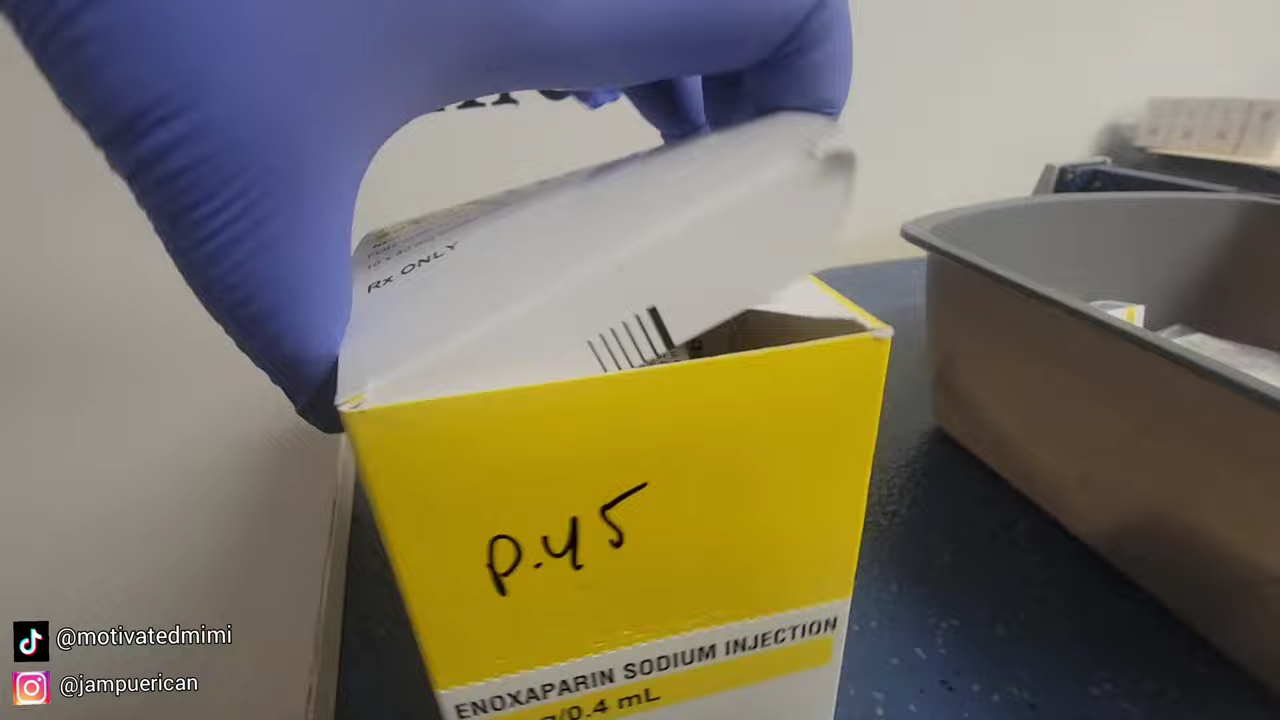 Rx ONLY
P.45
ENOXAPARIN SODIUM INJECTION
/0.4 mL
@motivatedmimi
@jampuerican